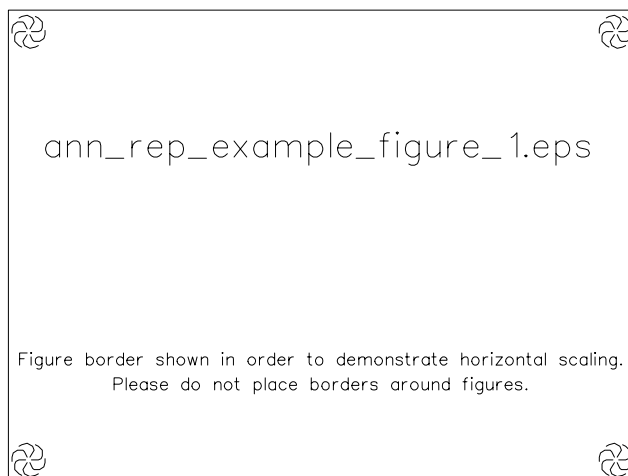 ann_rep_example_figure_1.eps
Figure border shown in order to demonstrate horizontal scaling.
Please do not place borders around figures.